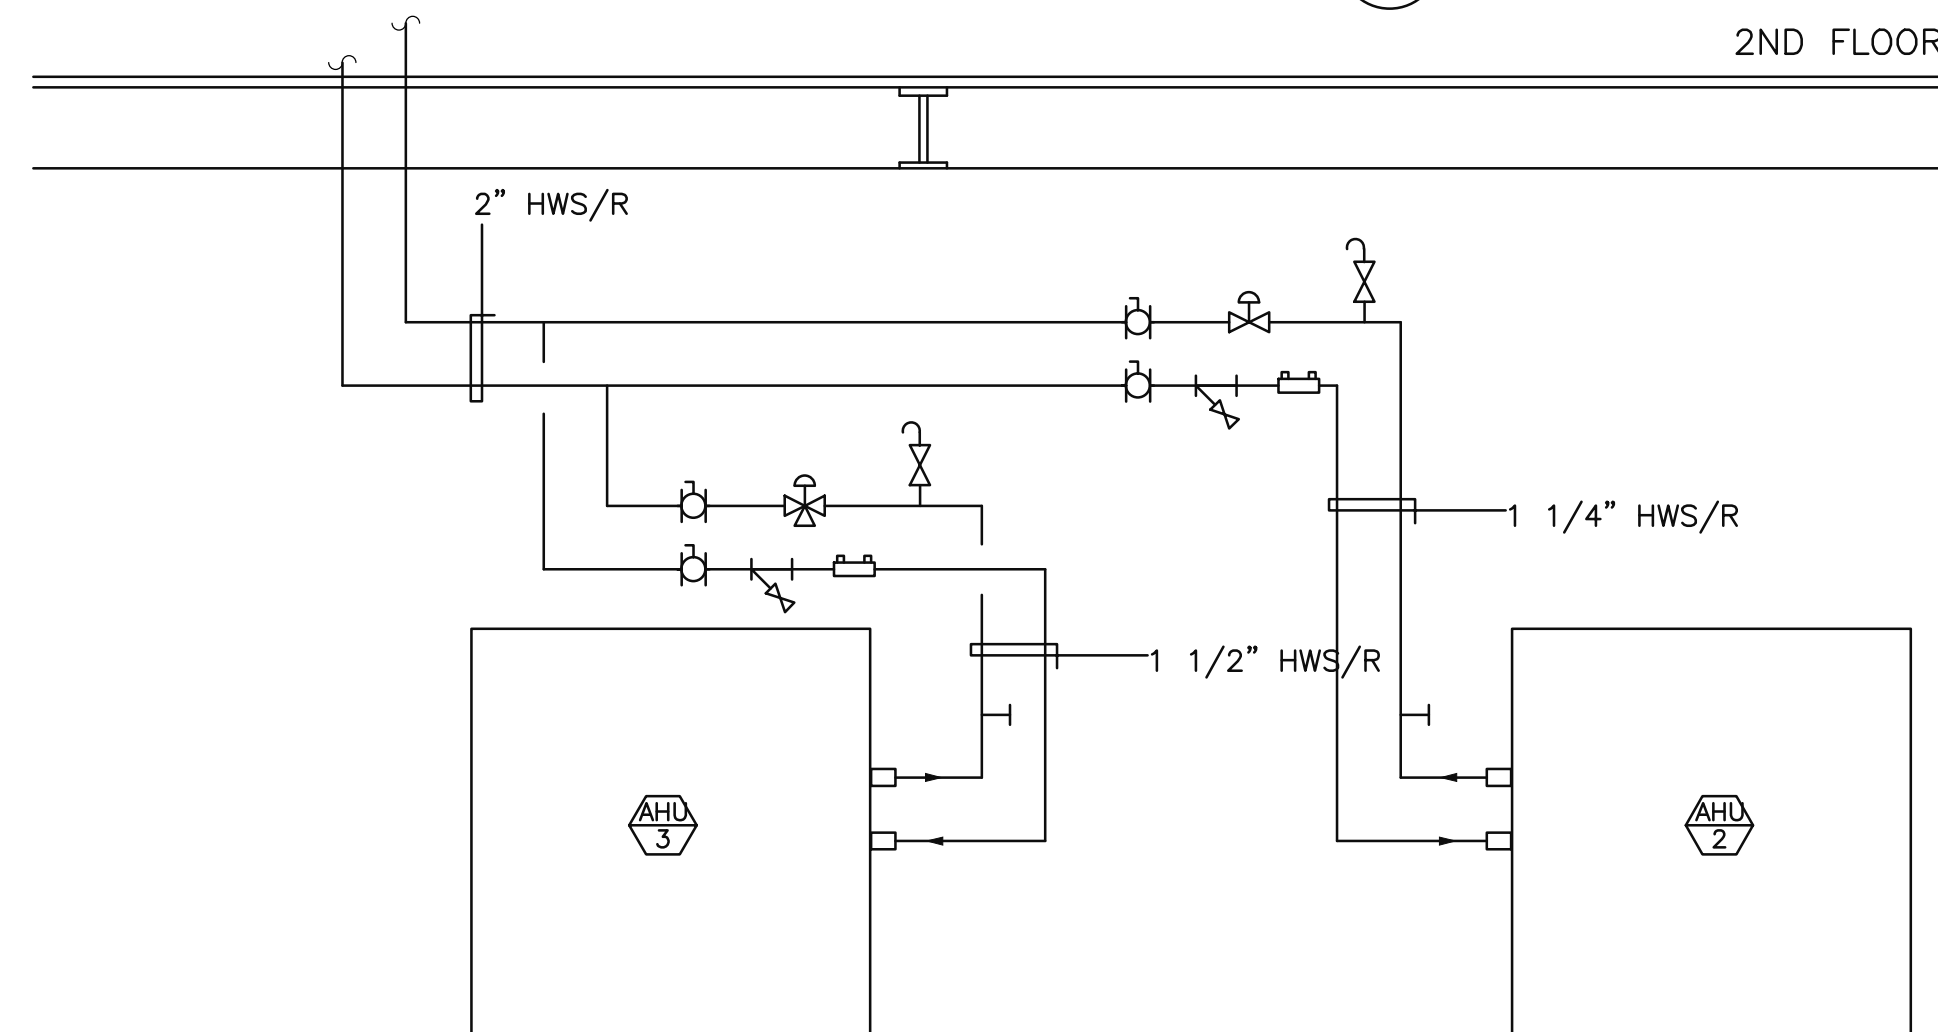 2ND FLOOR
2” HWS/R
1 1/4” HWS/R
1 1/2” HWS/R
AHU
3
AHU
2